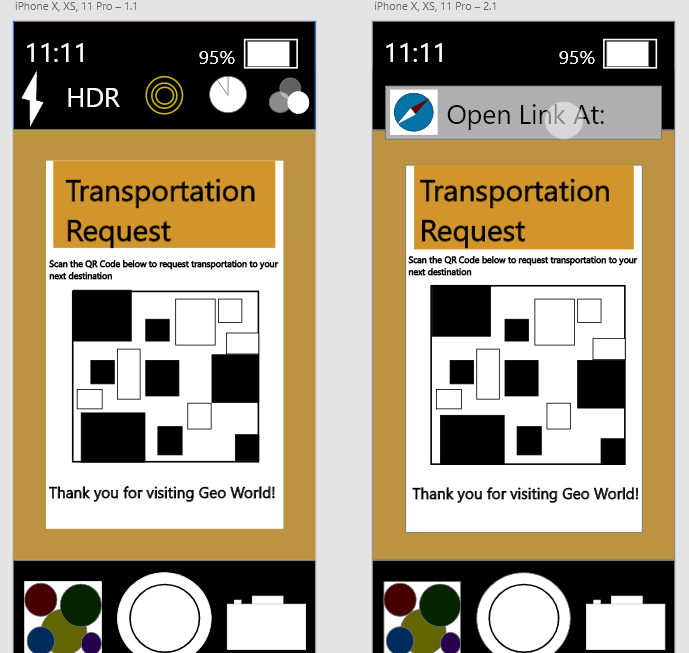 iPhone X, XS, 11 Pro – 1.1
11:11
95%
HDR
Transportation
Request
Scan the QR Code below to request transportation to your
next destination
Thank you for visiting Geo World!
iPhone X, XS, 11 Pro – 2.1
11:11
95%
Open Link At:
Transportation
Request
Scan the QR Code below to request transportation to your
next destination
Thank you for visiting Geo World!